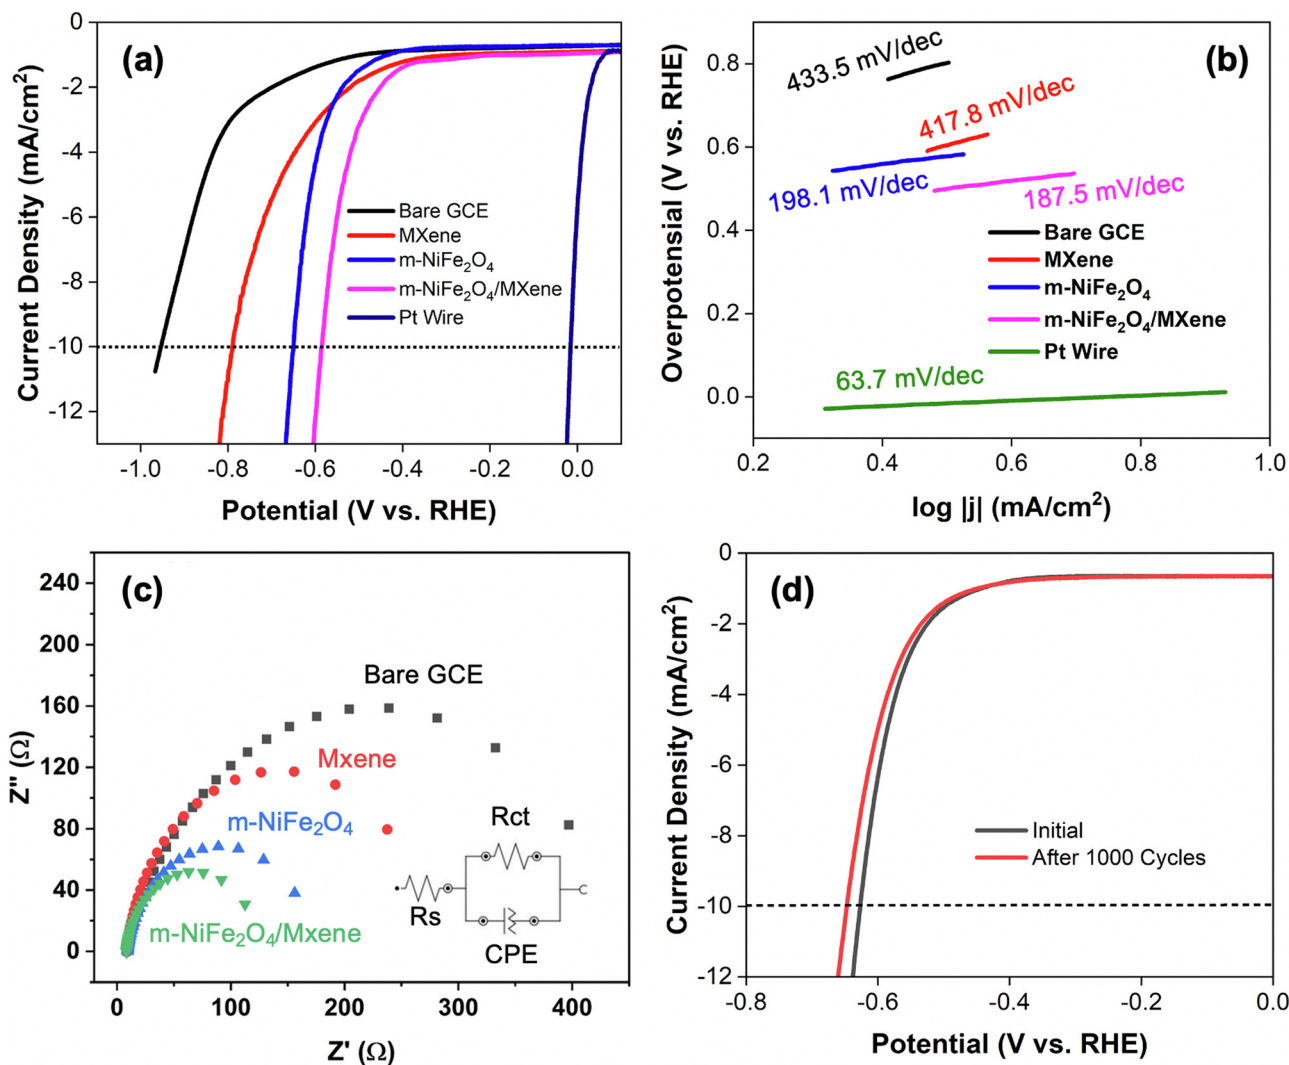 (a)
Current Density (mA/cm²)
0
-2
-4
-6
-8
-10
-12
Bare GCE
MXene
m-NiFe₂O₄
m-NiFe₂O₄/MXene
Pt Wire
-1.0 -0.8 -0.6 -0.4 -0.2 0.0
Potential (V vs. RHE)
(b)
Overpotensial (V vs. RHE)
0.8
0.6
0.4
0.2
0.0
433.5 mV/dec
417.8 mV/dec
198.1 mV/dec
187.5 mV/dec
Bare GCE
MXene
m-NiFe₂O₄
m-NiFe₂O₄/MXene
Pt Wire
63.7 mV/dec
0.2 0.4 0.6 0.8 1.0
log |j| (mA/cm²)
(c)
Z'' (Ω)
240
200
160
120
80
40
0
Bare GCE
Mxene
m-NiFe₂O₄
m-NiFe₂O₄/Mxene
Rct
Rs
CPE
0 100 200 300 400
Z' (Ω)
(d)
Current Density (mA/cm²)
0
-2
-4
-6
-8
-10
-12
Initial
After 1000 Cycles
-0.8 -0.6 -0.4 -0.2 0.0
Potential (V vs. RHE)